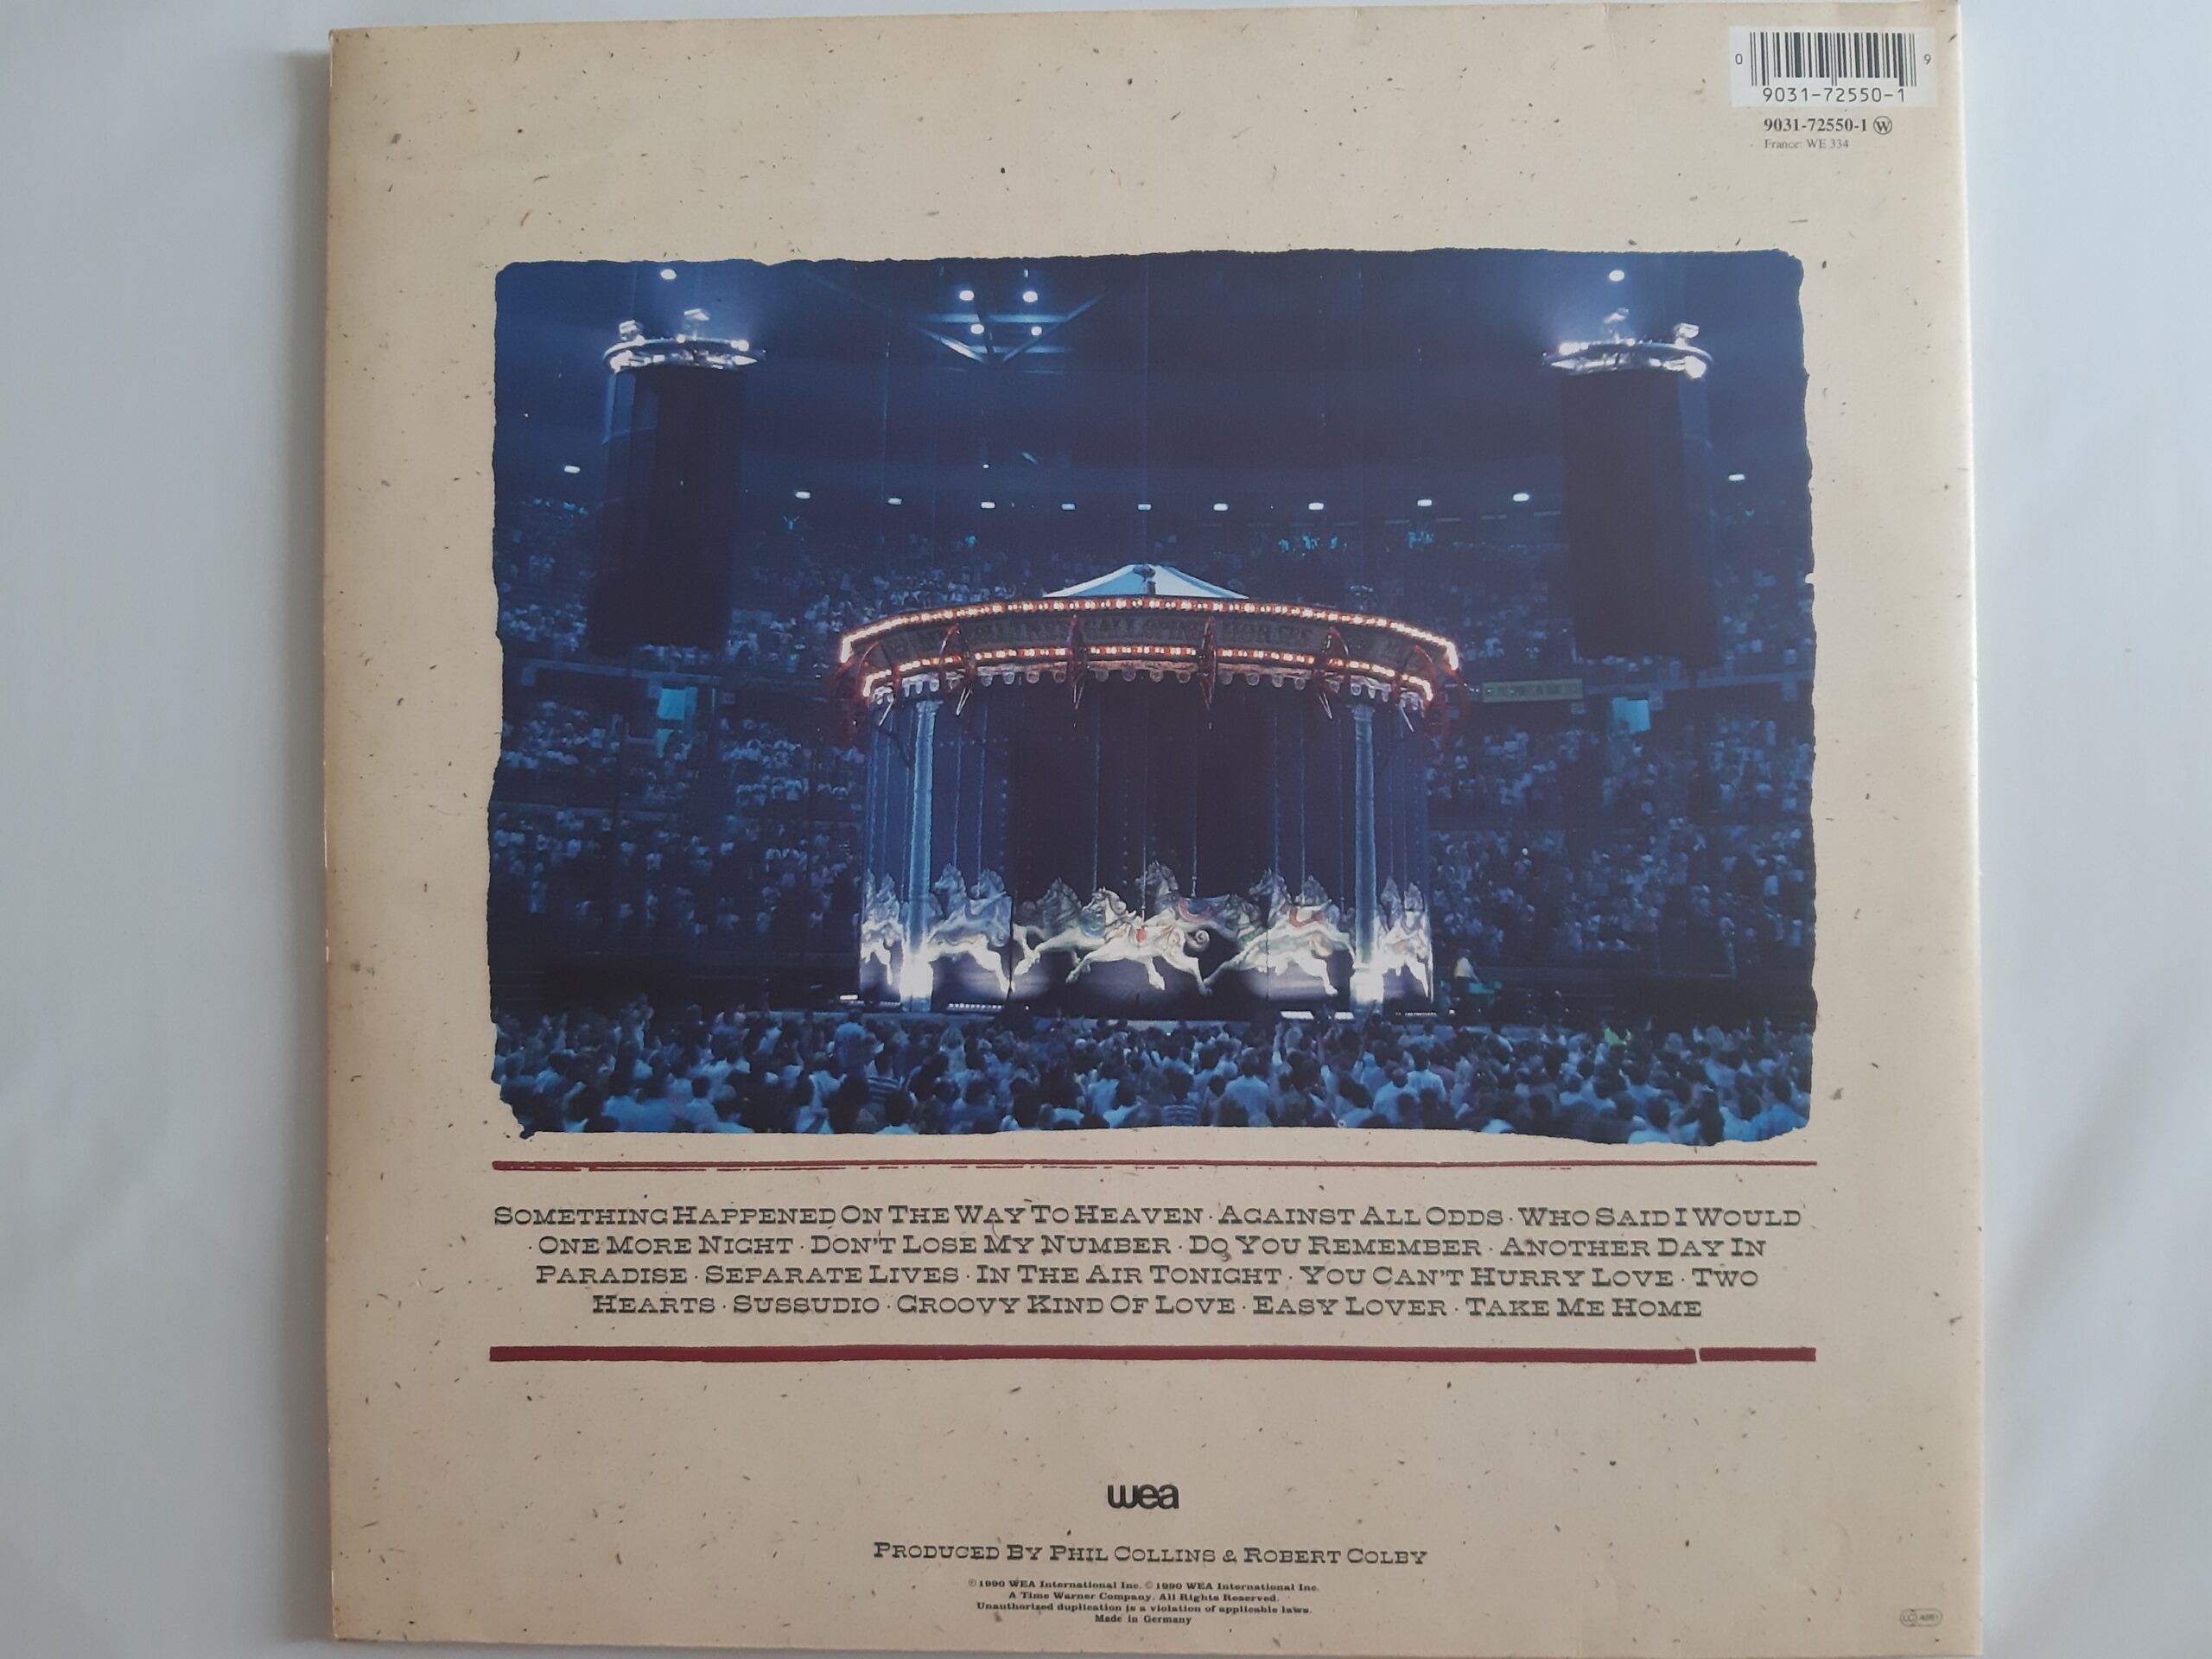 0 9
9031-72550-1
9031-72550-1 W
France: WE 334
SOMETHING HAPPENED ON THE WAY TO HEAVEN · AGAINST ALL ODDS · WHO SAID I WOULD
· ONE MORE NIGHT · DON'T LOSE MY NUMBER · DO YOU REMEMBER · ANOTHER DAY IN
PARADISE · SEPARATE LIVES · IN THE AIR TONIGHT · YOU CAN'T HURRY LOVE · TWO
HEARTS · SUSSUDIO · GROOVY KIND OF LOVE · EASY LOVER · TAKE ME HOME
wea
PRODUCED BY PHIL COLLINS & ROBERT COLBY
℗ 1990 WEA International Inc. © 1990 WEA International Inc.
A Time Warner Company. All Rights Reserved.
Unauthorized duplication is a violation of applicable laws.
Made in Germany
LC